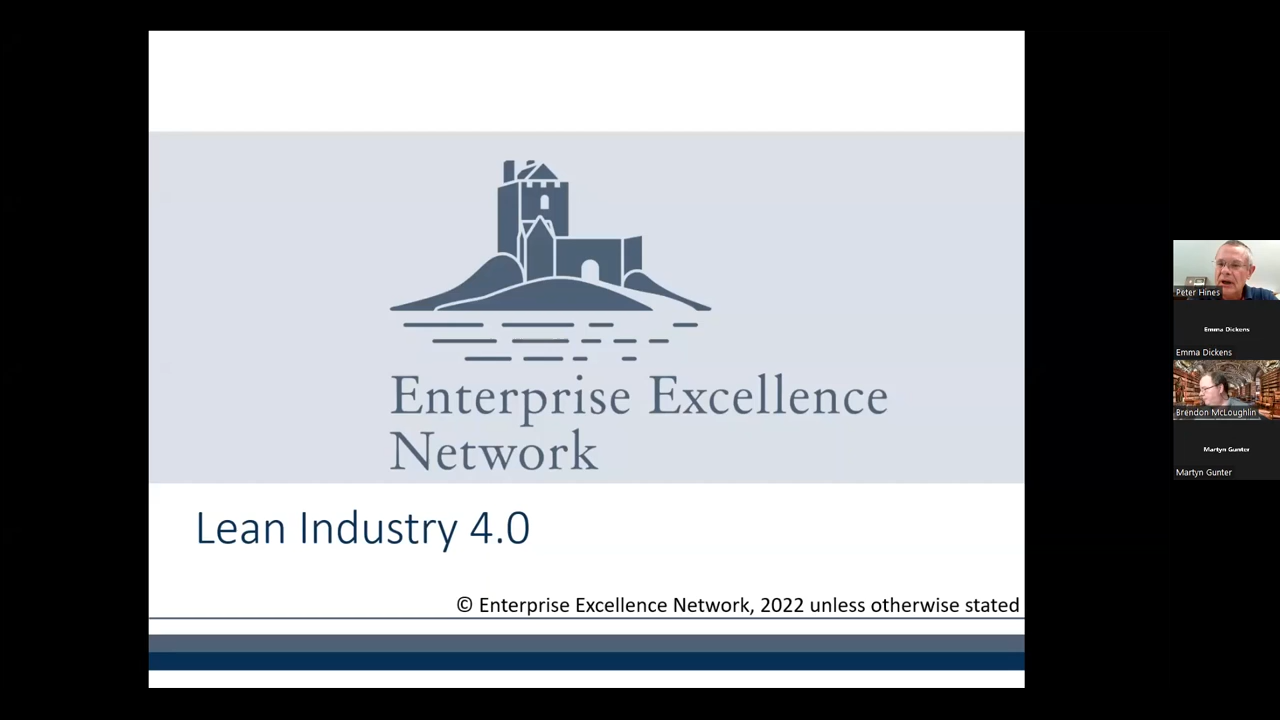 Enterprise Excellence
Network
Lean Industry 4.0
© Enterprise Excellence Network, 2022 unless otherwise stated
Peter Hines
Emma Dickens
Emma Dickens
Brendon McLoughlin
Martyn Gunter
Martyn Gunter